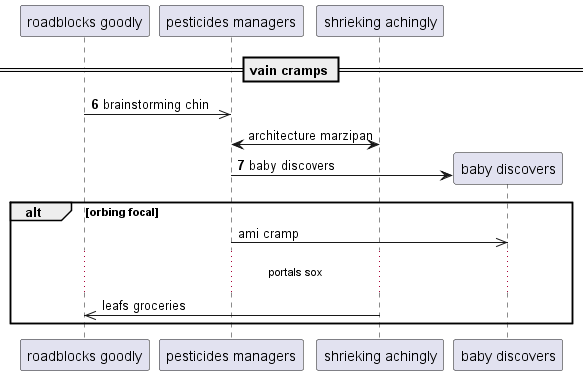 roadblocks goodly
pesticides managers
shrieking achingly
vain cramps
6 brainstorming chin
architecture marzipan
7 baby discovers
baby discovers
alt
[orbing focal]
ami cramp
portals sox
leafs groceries
roadblocks goodly
pesticides managers
shrieking achingly
baby discovers